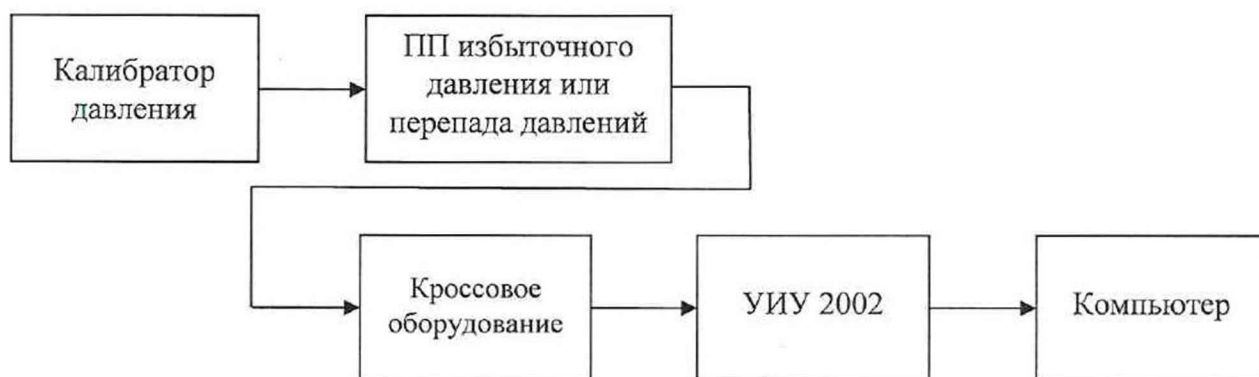 Калибратор
давления
ПП избыточного
давления или
перепада давлений
Кроссовое
оборудование
УИУ 2002
Компьютер